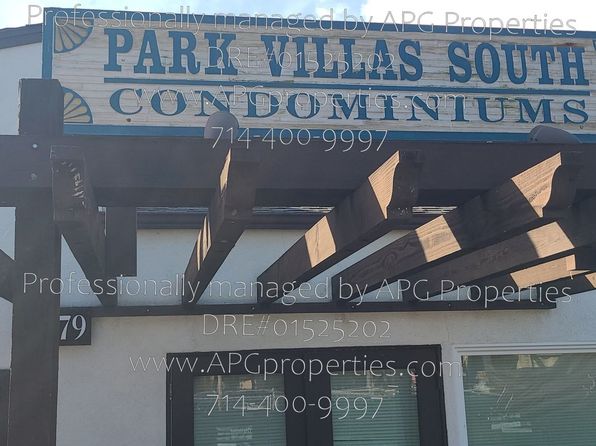 Professionally managed by APG Properties
PARK VILLAS SOUTH
DRE#01525202
www.APGproperties.com
CONDOMINIUMS
714-400-9997
Professionally managed by APG Properties
DRE#01525202
79
www.APGproperties.com
714-400-9997